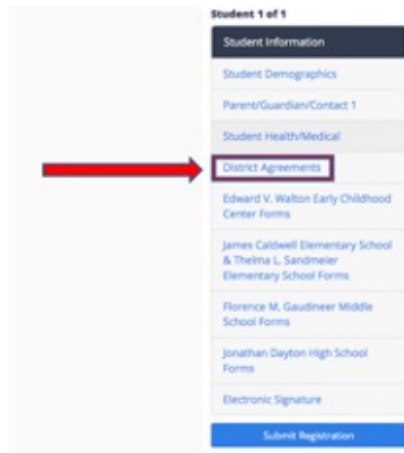 Student 1 of 1
Student Information
Student Demographics
Parent/Guardian/Contact 1
Student Health/Medical
District Agreements
Edward V. Walton Early Childhood
Center Forms
James Caldwell Elementary School
& Thelma L. Sandmeier
Elementary School Forms
Florence M. Gaudineer Middle
School Forms
Jonathan Dayton High School
Forms
Electronic Signature
Submit Registration